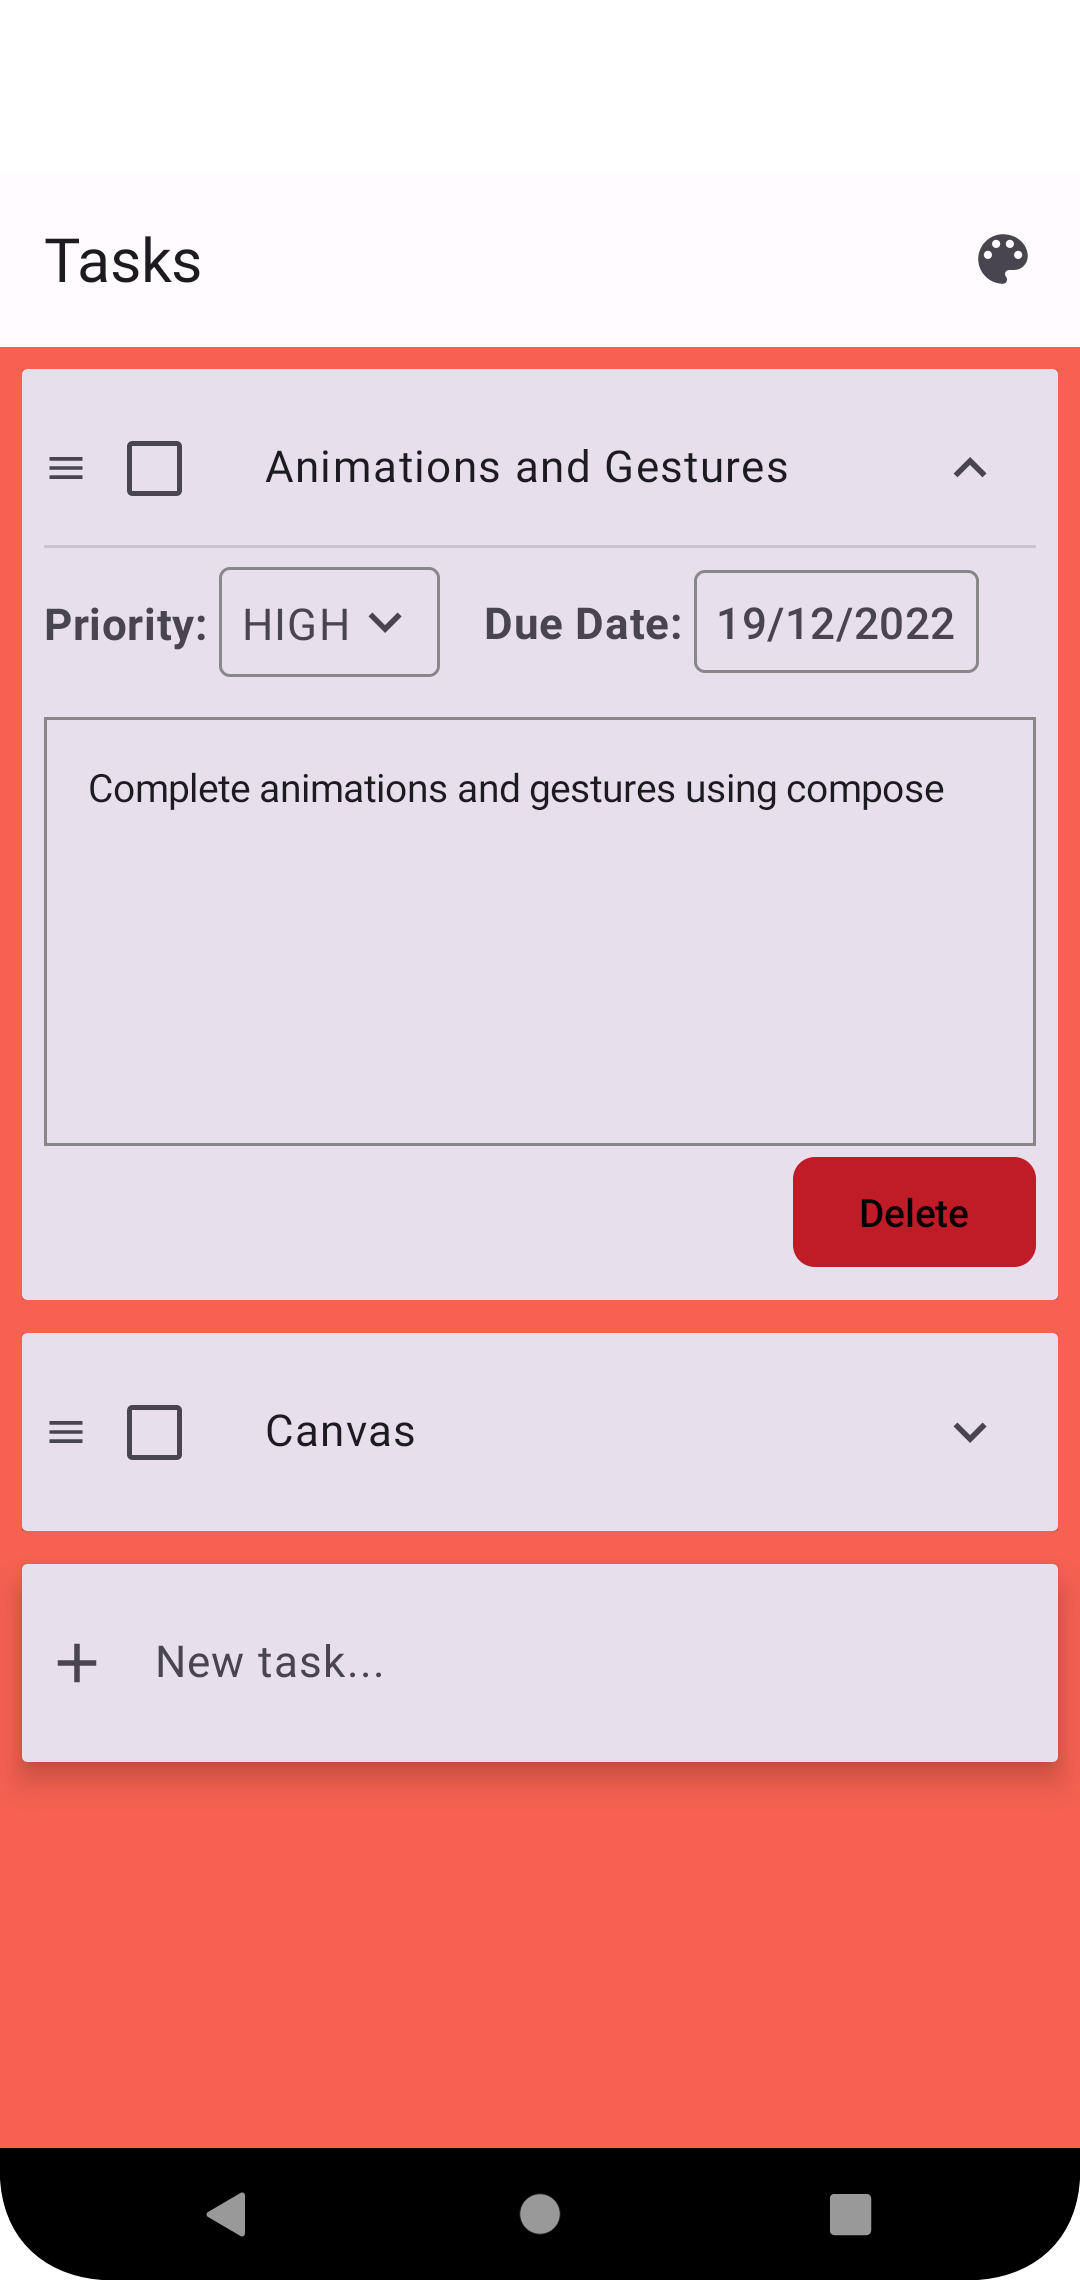 Tasks
Animations and Gestures
Priority: HIGH Due Date: 19/12/2022
Complete animations and gestures using compose
Delete
Canvas
New task...